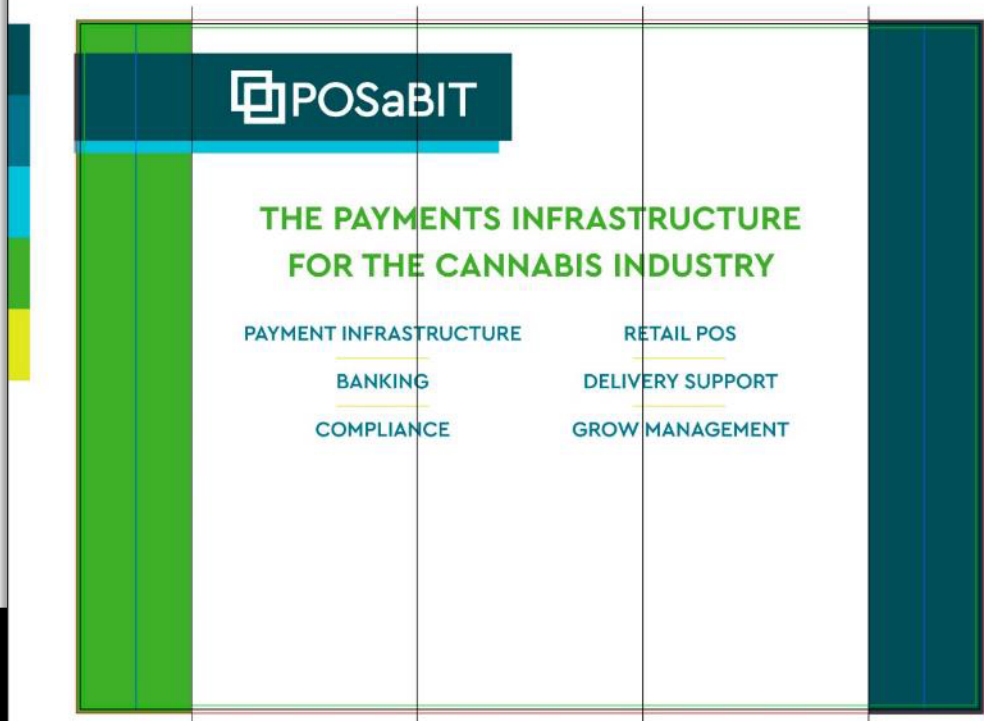 POSaBIT
THE PAYMENTS INFRASTRUCTURE
FOR THE CANNABIS INDUSTRY
PAYMENT INFRASTRUCTURE
BANKING
COMPLIANCE
RETAIL POS
DELIVERY SUPPORT
GROW MANAGEMENT